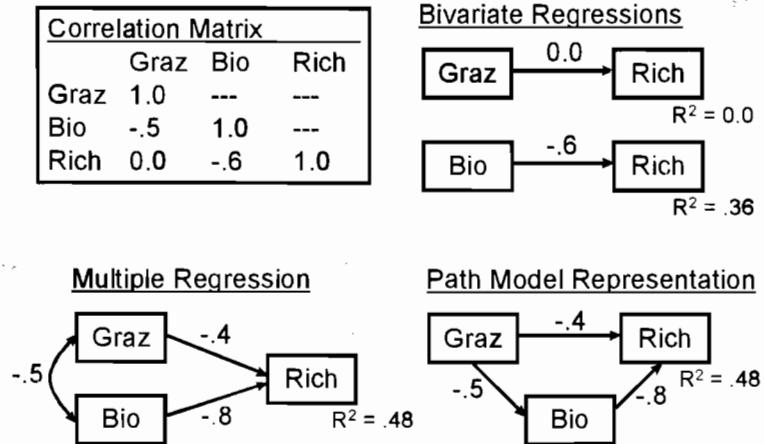 Correlation Matrix
Graz Bio Rich
Graz 1.0 --- ---
Bio -.5 1.0 ---
Rich 0.0 -.6 1.0
Bivariate Regressions
Graz 0.0 Rich
R² = 0.0
Bio -.6 Rich
R² = .36
Multiple Regression
Graz -.4
-.5 Rich
Bio -.8 R² = .48
Path Model Representation
Graz -.4 Rich
-.5 -.8 R² = .48
Bio